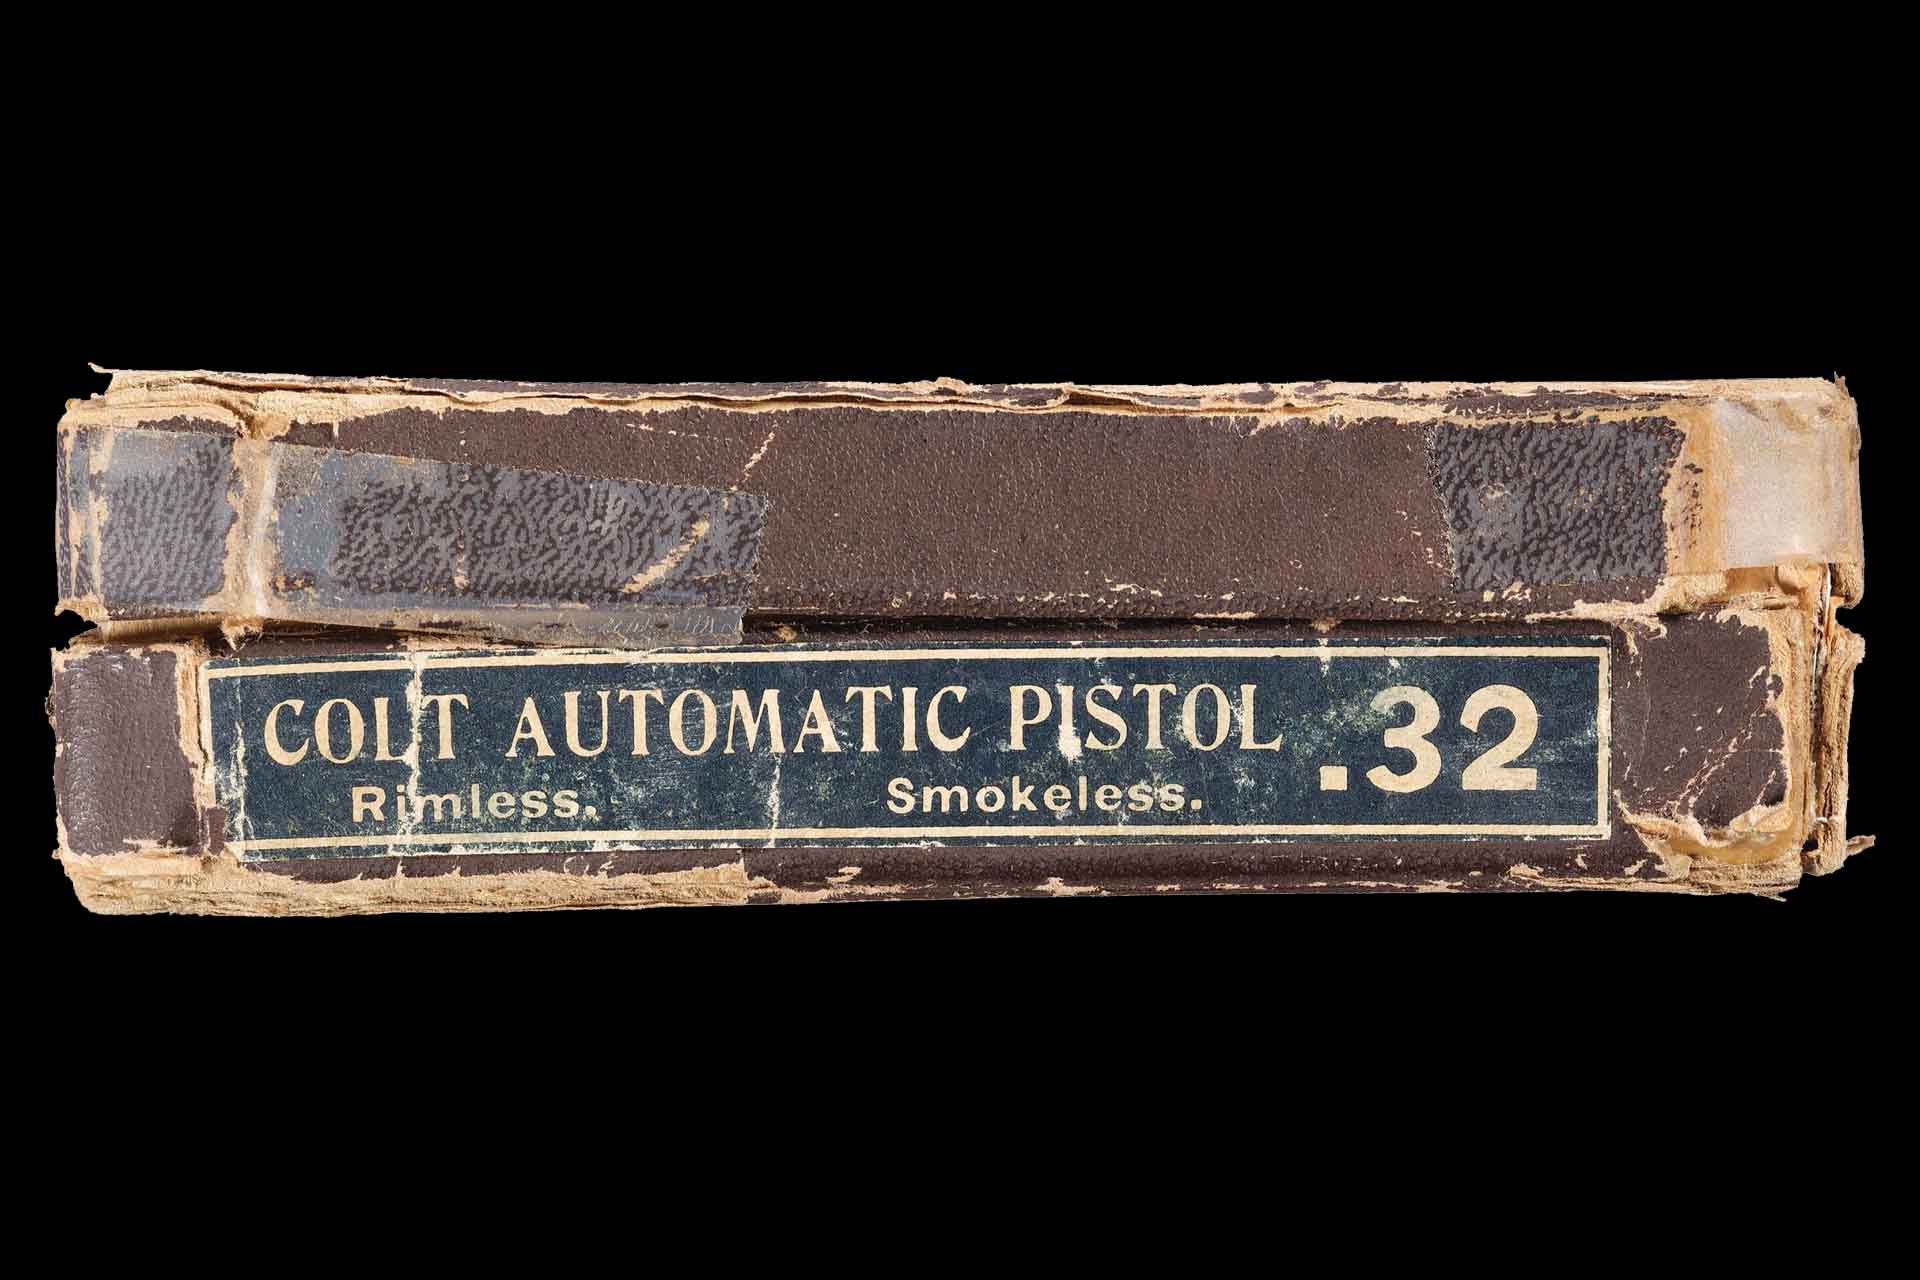 COLT AUTOMATIC PISTOL .32
Rimless. Smokeless.